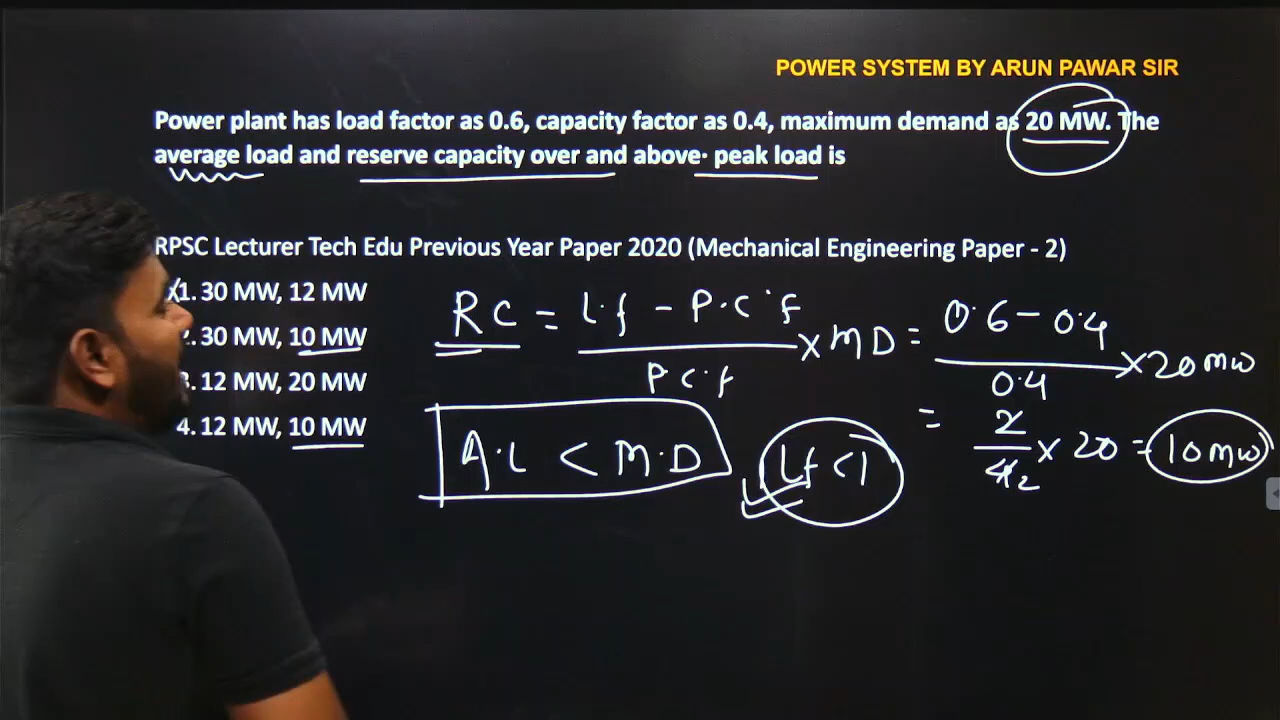 POWER SYSTEM BY ARUN PAWAR SIR
Power plant has load factor as 0.6, capacity factor as 0.4, maximum demand as 20 MW. The
average load and reserve capacity over and above· peak load is
RPSC Lecturer Tech Edu Previous Year Paper 2020 (Mechanical Engineering Paper - 2)
1. 30 MW, 12 MW
2. 30 MW, 10 MW
3. 12 MW, 20 MW
4. 12 MW, 10 MW
RC = L.f - P.C.f / P.C.f × MD = 0.6 - 0.4 / 0.4 × 20 MW
= 2 / 4 2 × 20 = 10 MW
A.L < M.D
Lf < 1